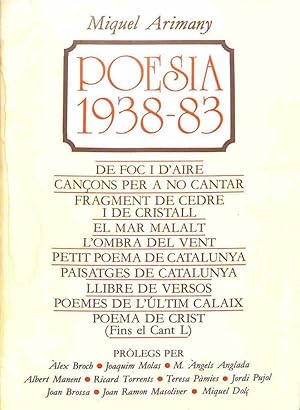 Miquel Arimany
POESIA
1938-83
DE FOC I D'AIRE
CANÇONS PER A NO CANTAR
FRAGMENT DE CEDRE
I DE CRISTALL
EL MAR MALALT
L'OMBRA DEL VENT
PETIT POEMA DE CATALUNYA
PAISATGES DE CATALUNYA
LLIBRE DE VERSOS
POEMES DE L'ÚLTIM CALAIX
POEMA DE CRIST
(Fins el Cant L)
PRÒLEGS PER
Àlex Broch • Joaquim Molas • M. Àngels Anglada
Albert Manent • Ricard Torrents • Teresa Pàmies • Jordi Pujol
Joan Brossa • Joan Ramon Masoliver • Miquel Dolç